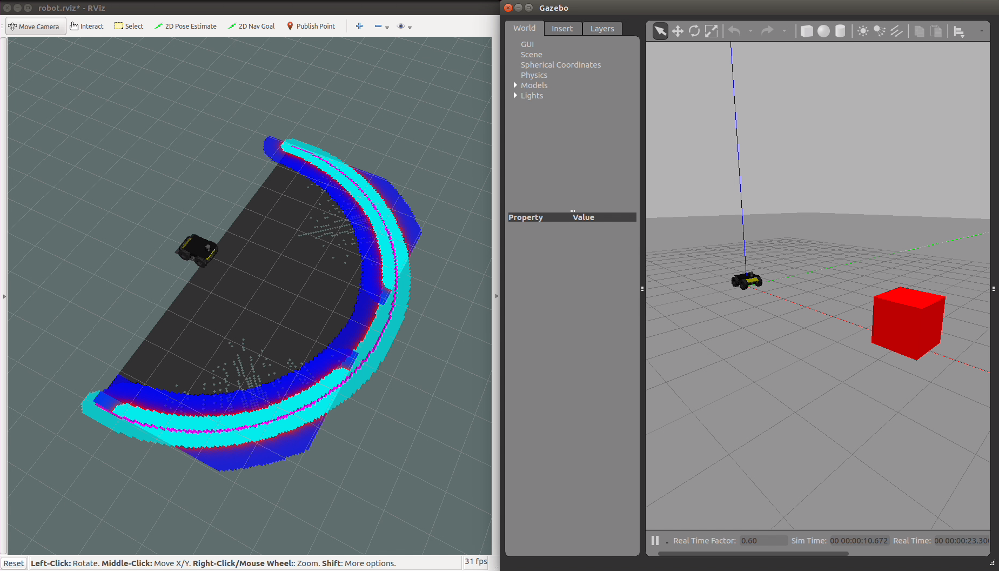 robot.rviz* - RViz
Move Camera Interact Select 2D Pose Estimate 2D Nav Goal Publish Point
Reset Left-Click: Rotate. Middle-Click: Move X/Y. Right-Click/Mouse Wheel:: Zoom. Shift: More options. 31 fps
Gazebo
World Insert Layers
GUI
Scene
Spherical Coordinates
Physics
Models
Lights
Property Value
Real Time Factor: 0.60 Sim Time: 00 00:00:10.672 Real Time: 00 00:00:23.300